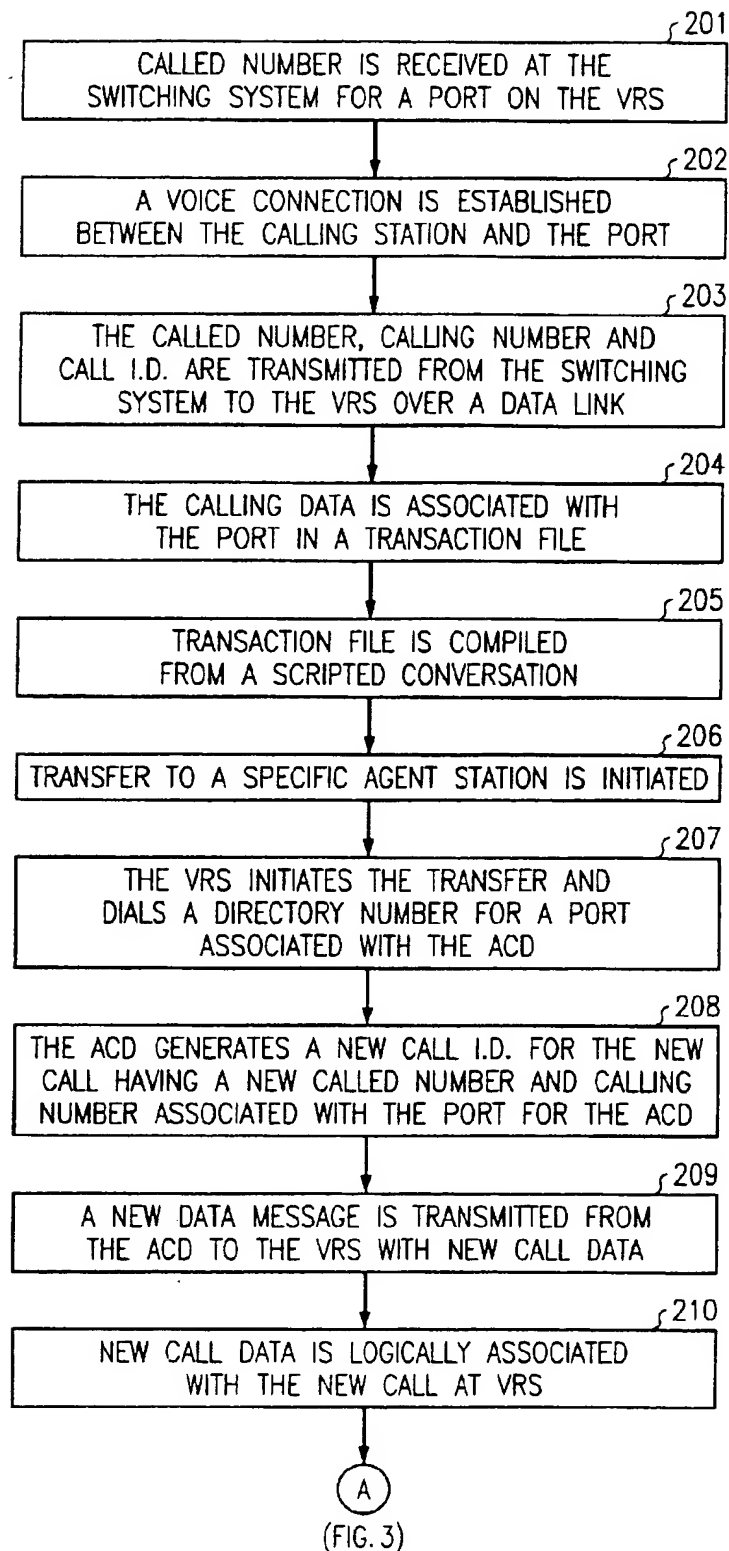 201
CALLED NUMBER IS RECEIVED AT THE
SWITCHING SYSTEM FOR A PORT ON THE VRS
202
A VOICE CONNECTION IS ESTABLISHED
BETWEEN THE CALLING STATION AND THE PORT
203
THE CALLED NUMBER, CALLING NUMBER AND
CALL I.D. ARE TRANSMITTED FROM THE SWITCHING
SYSTEM TO THE VRS OVER A DATA LINK
204
THE CALLING DATA IS ASSOCIATED WITH
THE PORT IN A TRANSACTION FILE
205
TRANSACTION FILE IS COMPILED
FROM A SCRIPTED CONVERSATION
206
TRANSFER TO A SPECIFIC AGENT STATION IS INITIATED
207
THE VRS INITIATES THE TRANSFER AND
DIALS A DIRECTORY NUMBER FOR A PORT
ASSOCIATED WITH THE ACD
208
THE ACD GENERATES A NEW CALL I.D. FOR THE NEW
CALL HAVING A NEW CALLED NUMBER AND CALLING
NUMBER ASSOCIATED WITH THE PORT FOR THE ACD
209
A NEW DATA MESSAGE IS TRANSMITTED FROM
THE ACD TO THE VRS WITH NEW CALL DATA
210
NEW CALL DATA IS LOGICALLY ASSOCIATED
WITH THE NEW CALL AT VRS
A
(FIG. 3)